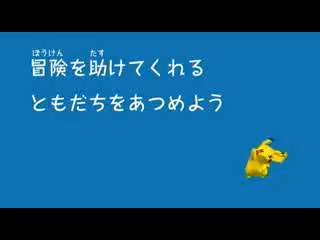 ぼうけん たす
冒険を助けてくれる
ともだちをあつめよう